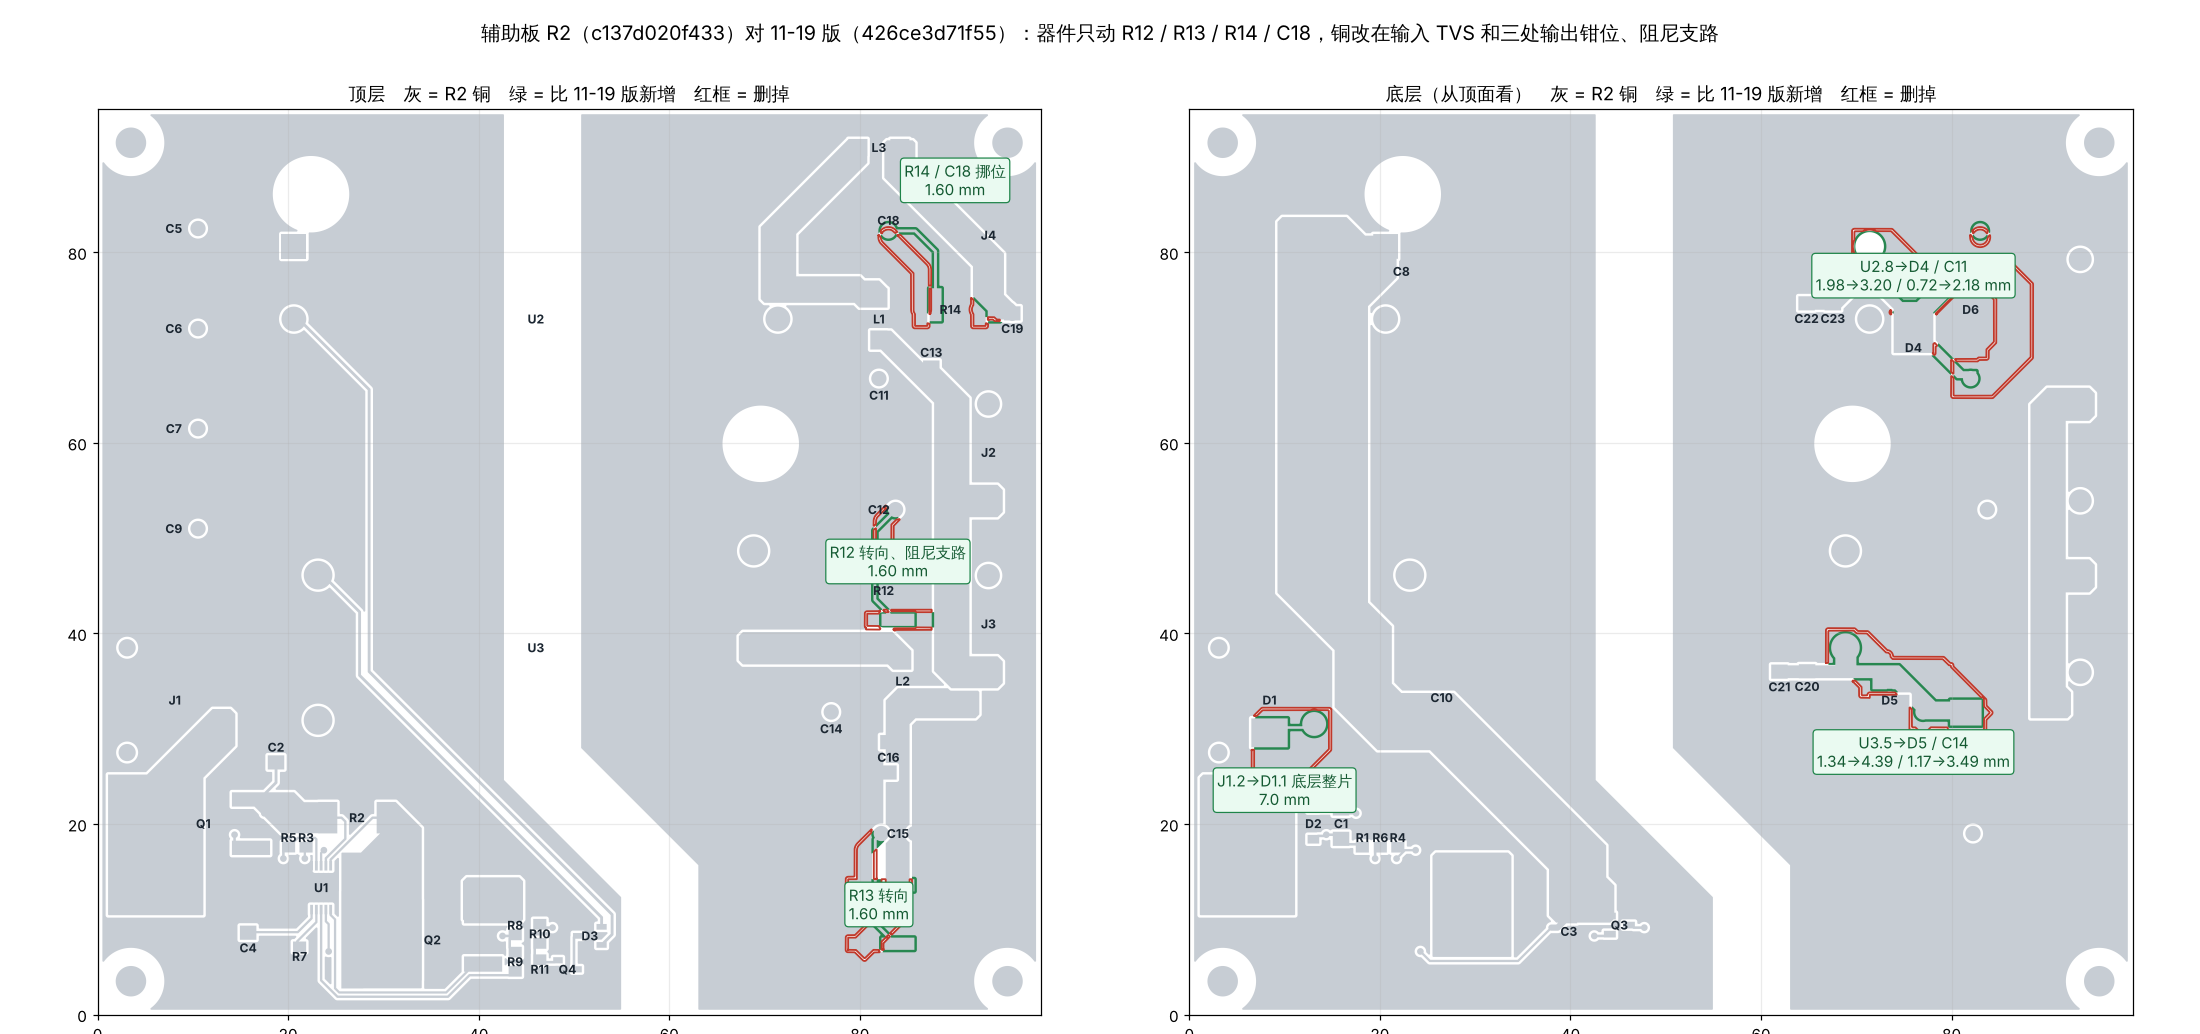 辅助板 R2（c137d020f433）对 11-19 版（426ce3d71f55）：器件只动 R12 / R13 / R14 / C18，铜改在输入 TVS 和三处输出钳位、阻尼支路
顶层　灰 = R2 铜　绿 = 比 11-19 版新增　红框 = 删掉
L3
R14 / C18 挪位
1.60 mm
C5
C18
J4
80
R14
C6
U2
L1
C19
C13
C11
C7
60
J2
C9
C12
R12 转向、阻尼支路
1.60 mm
R12
40
J3
U3
L2
J1
C14
C2
C16
R2
20
Q1
R5
R3
C15
U1
R13 转向
1.60 mm
R8
R10
D3
C4
Q2
R7
R9
R11
Q4
0
0
20
40
60
80
底层（从顶面看）　灰 = R2 铜　绿 = 比 11-19 版新增　红框 = 删掉
80
C8
U2.8→D4 / C11
1.98→3.20 / 0.72→2.18 mm
D6
C22
C23
D4
60
40
C21
C20
D1
C10
D5
U3.5→D5 / C14
1.34→4.39 / 1.17→3.49 mm
J1.2→D1.1 底层整片
7.0 mm
20
D2
C1
R1
R6
R4
C3
Q3
0
0
20
40
60
80